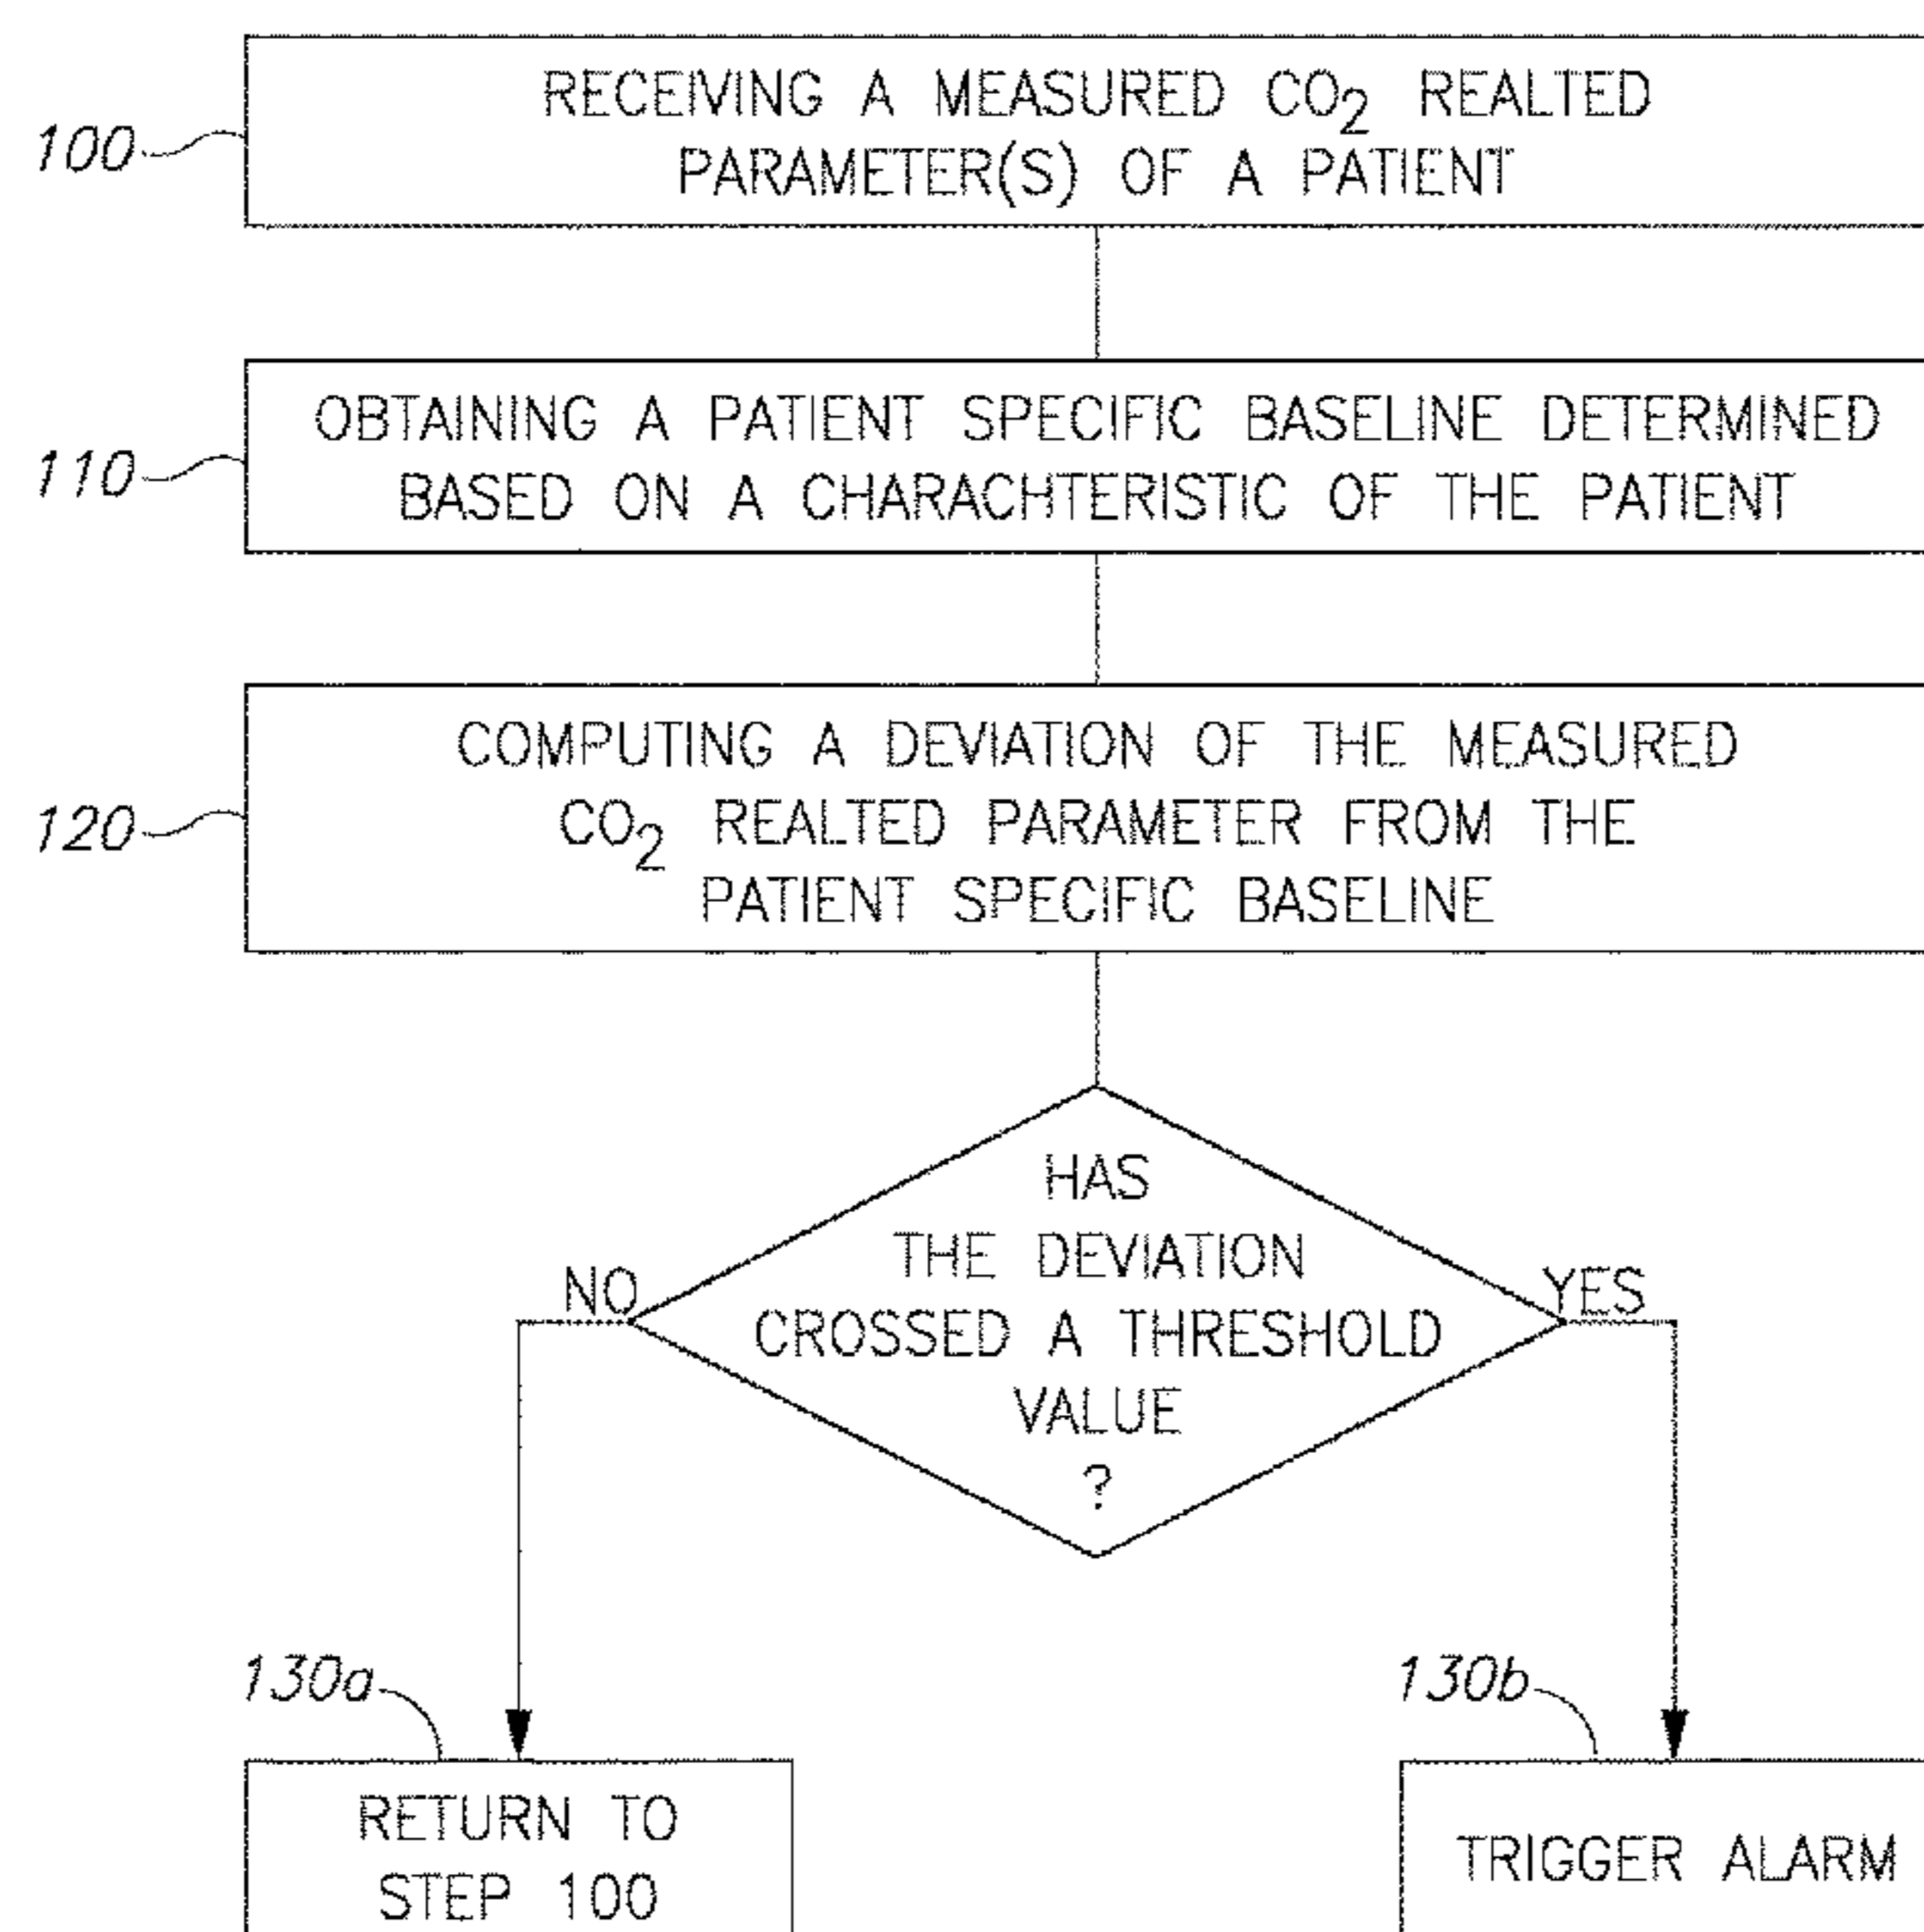 RECEIVING A MEASURED CO2 REALTED
PARAMETER(S) OF A PATIENT
100
OBTAINING A PATIENT SPECIFIC BASELINE DETERMINED
BASED ON A CHARACHTERISTIC OF THE PATIENT
110
COMPUTING A DEVIATION OF THE MEASURED
CO2 REALTED PARAMETER FROM THE
PATIENT SPECIFIC BASELINE
120
HAS
THE DEVIATION
CROSSED A THRESHOLD
VALUE
?
NO
YES
130a
130b
RETURN TO
STEP 100
TRIGGER ALARM